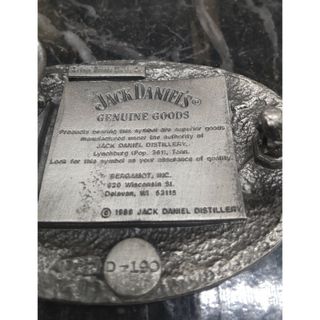 JACK DANIEL'S®
GENUINE GOODS
Products bearing this symbol are superior goods
manufactured under the authority of
JACK DANIEL DISTILLERY,
Lynchburg (Pop. 361), Tenn.
Look for this symbol as your assurance of quality.
BERGAMOT, INC.
820 Wisconsin St.
Delavan, WI 53115
© 1988 JACK DANIEL DISTILLERY
D-190